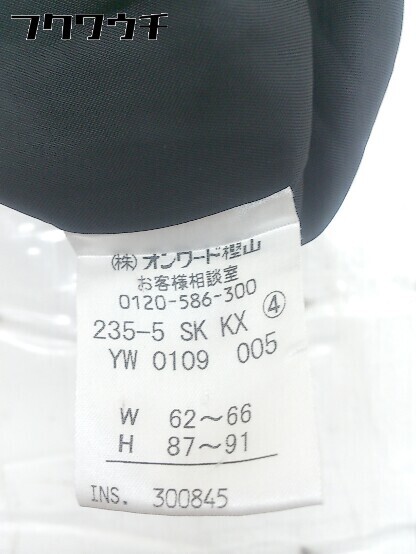 フクウウチ
㈱オンワード樫山
お客様相談室
0120-586-300
235-5 SK KX ④
YW 0109 005
W 62～66
H 87～91
INS. 300845